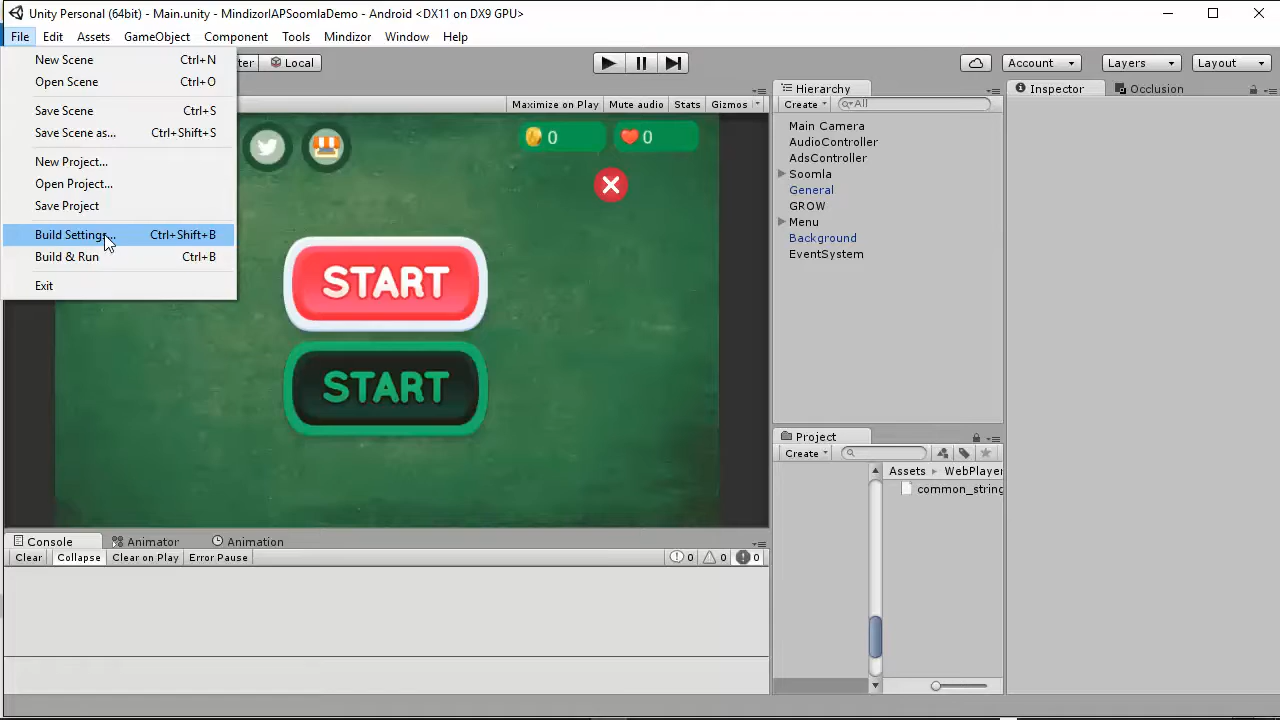 Unity Personal (64bit) - Main.unity - MindizorIAPSoomlaDemo - Android <DX11 on DX9 GPU>
File Edit Assets GameObject Component Tools Mindizor Window Help
New Scene Ctrl+N
Open Scene Ctrl+O
Save Scene Ctrl+S
Save Scene as... Ctrl+Shift+S
New Project...
Open Project...
Save Project
Build Settings... Ctrl+Shift+B
Build & Run Ctrl+B
Exit
Local
Account Layers Layout
Maximize on Play Mute audio Stats Gizmos
0 0
START
START
Hierarchy
Create All
Main Camera
AudioController
AdsController
Soomla
General
GROW
Menu
Background
EventSystem
Inspector Occlusion
Project
Create
Assets WebPlayer
common_string
Console Animator Animation
Clear Collapse Clear on Play Error Pause 0 0 0